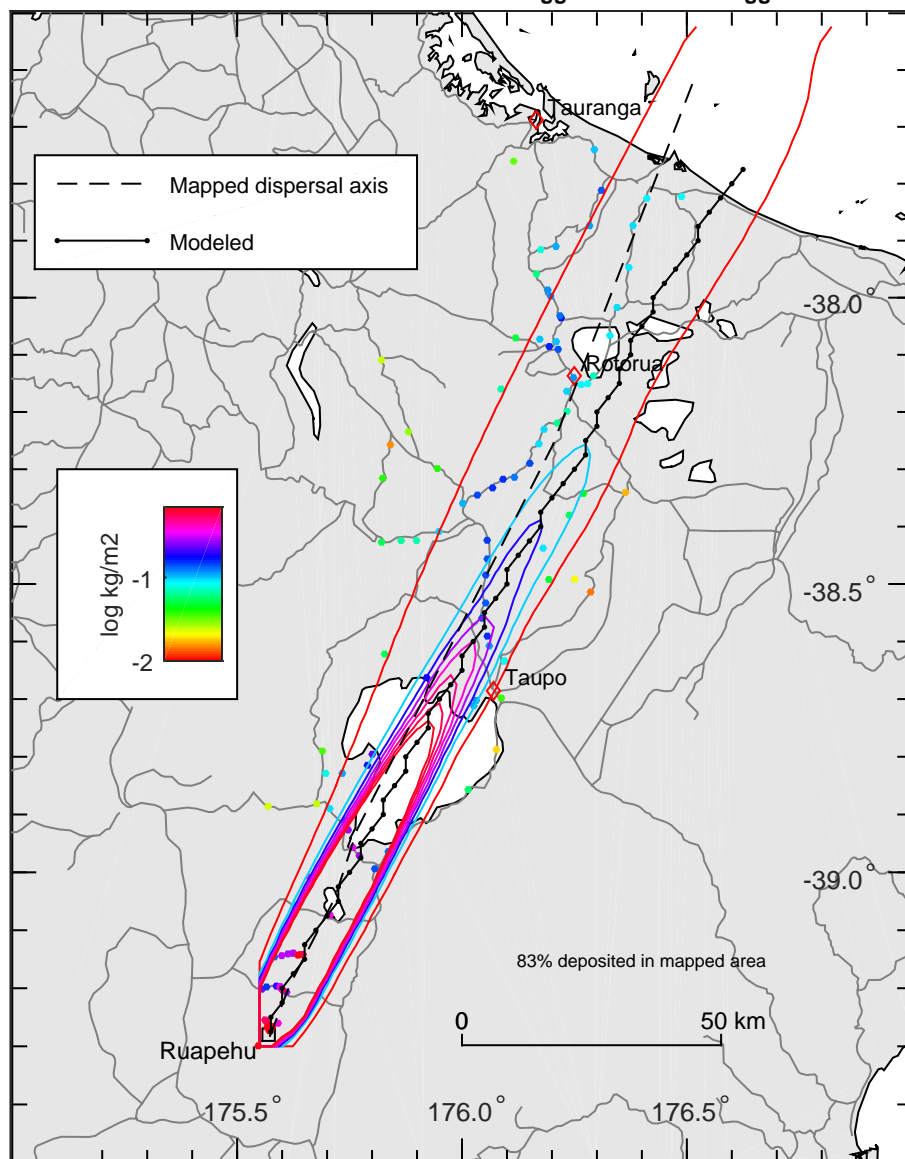 Tauranga
Mapped dispersal axis
Modeled
-38.0°
Rotorua
log kg/m2
-1
-2
-38.5°
Taupo
-39.0°
83% deposited in mapped area
0
50 km
Ruapehu
175.5°
176.0°
176.5°